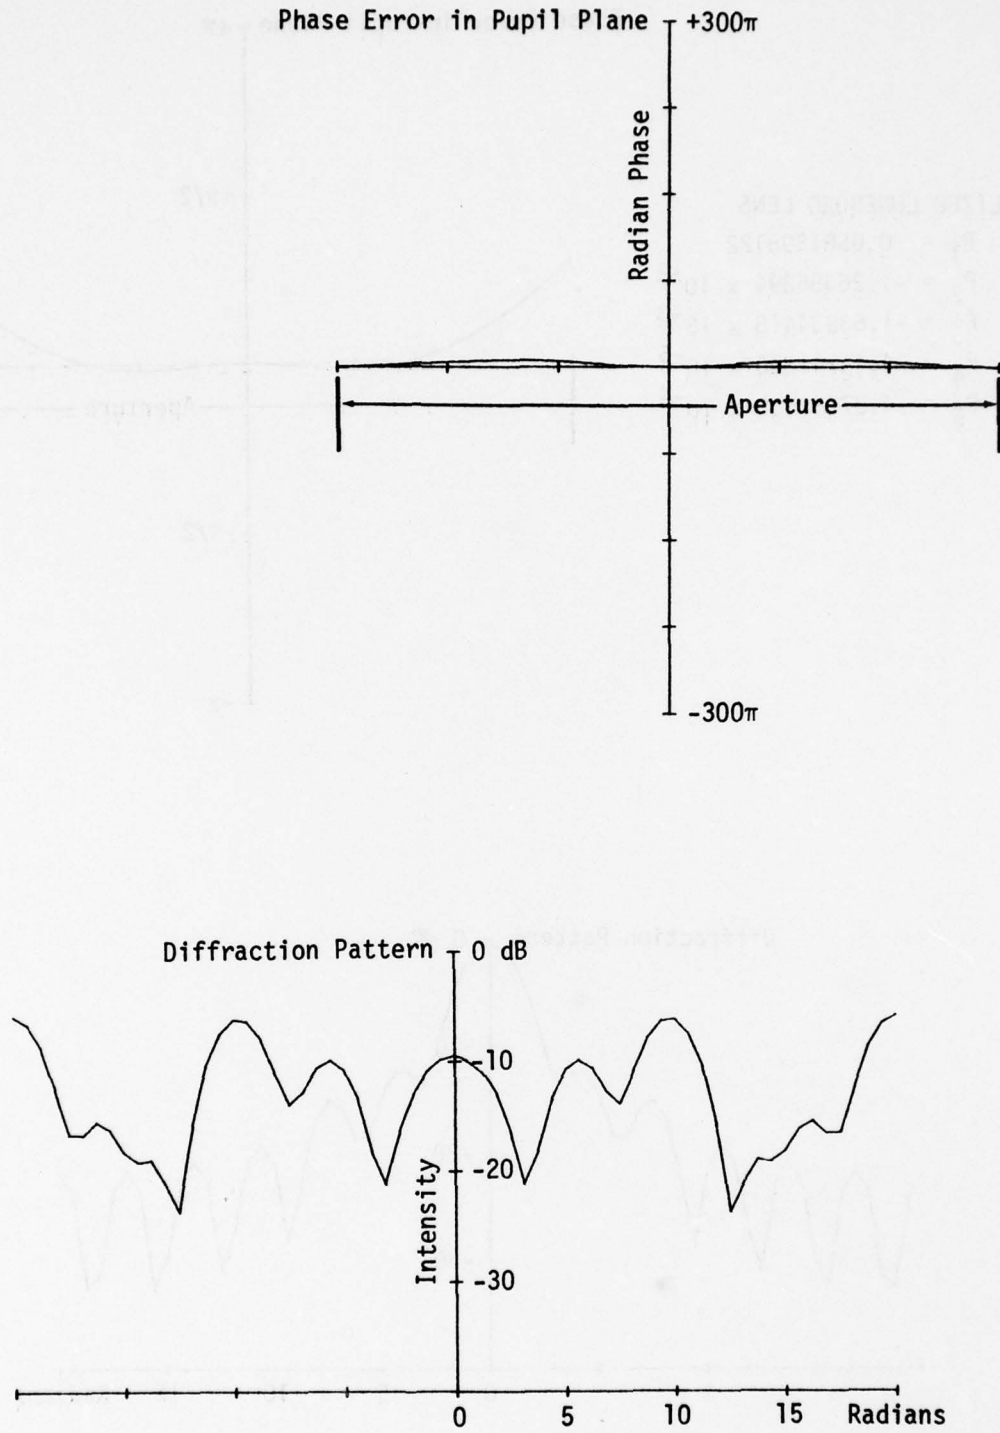 Phase Error in Pupil Plane
+300π
Radian Phase
Aperture
-300π
Diffraction Pattern
0 dB
-10
-20
-30
Intensity
0 5 10 15 Radians